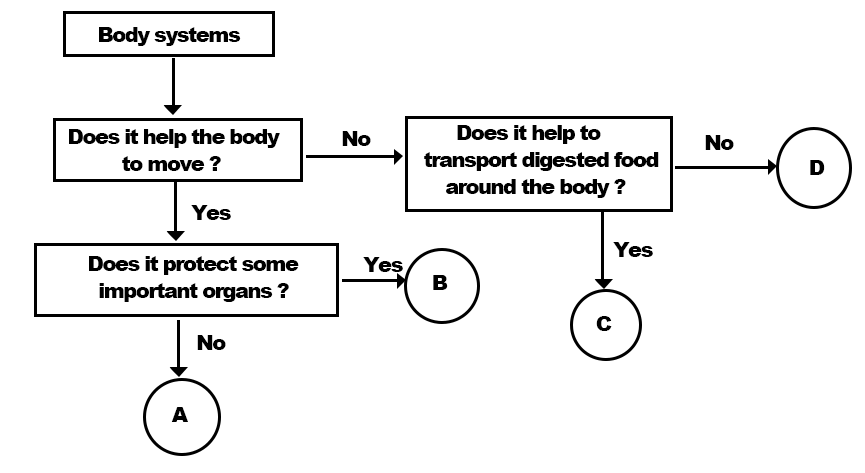 Body systems
Does it help the body
to move ?
No
Does it help to
transport digested food
around the body ?
No
D
Yes
Does it protect some
important organs ?
Yes
B
Yes
C
No
A